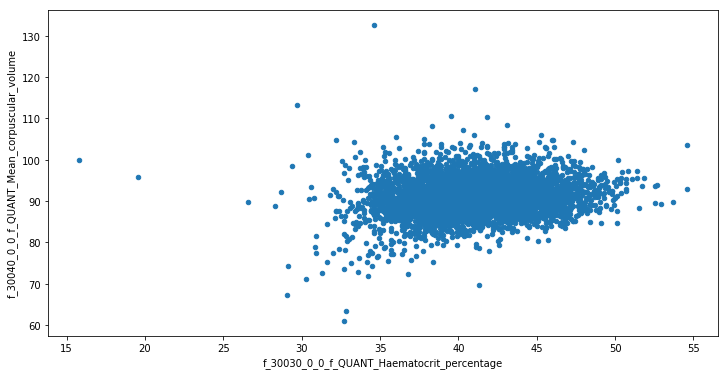 130
120
110
100
90
80
70
60
f_30040_0_0_f_QUANT_Mean_corpuscular_volume
15 20 25 30 35 40 45 50 55
f_30030_0_0_f_QUANT_Haematocrit_percentage